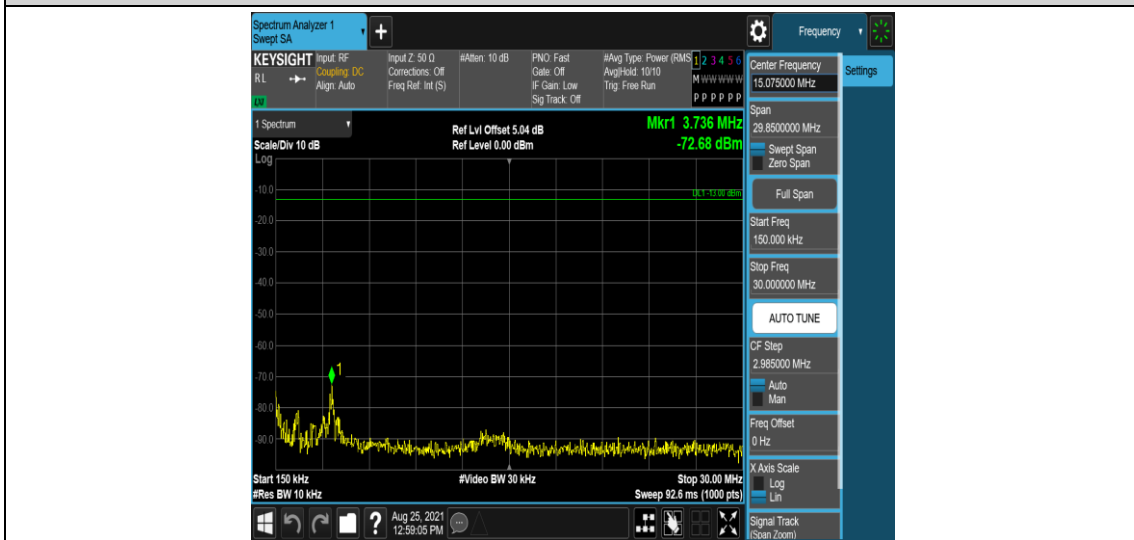 Spectrum Analyzer 1
Swept SA
Frequency
KEYSIGHT
RL
Input: RF
Coupling: DC
Align: Auto
Input Z: 50 Ω
Corrections: Off
Freq Ref: Int (S)
#Atten: 10 dB
PNO: Fast
Gate: Off
IF Gain: Low
Sig Track: Off
#Avg Type: Power (RMS
Avg|Hold: 10/10
Trig: Free Run
1 2 3 4 5 6
M W W W W W
P P P P P P
1 Spectrum
Scale/Div 10 dB
Ref Lvl Offset 5.04 dB
Ref Level 0.00 dBm
Mkr1 3.736 MHz
-72.68 dBm
Log
DL1 -13.00 dBm
-10.0
-20.0
-30.0
-40.0
-50.0
-60.0
-70.0
-80.0
-90.0
1
Start 150 kHz
#Res BW 10 kHz
#Video BW 30 kHz
Stop 30.00 MHz
Sweep 92.6 ms (1000 pts)
Center Frequency
15.075000 MHz
Settings
Span
29.8500000 MHz
Swept Span
Zero Span
Full Span
Start Freq
150.000 kHz
Stop Freq
30.000000 MHz
AUTO TUNE
CF Step
2.985000 MHz
Auto
Man
Freq Offset
0 Hz
X Axis Scale
Log
Lin
Signal Track
(Span Zoom)
?
Aug 25, 2021
12:59:05 PM